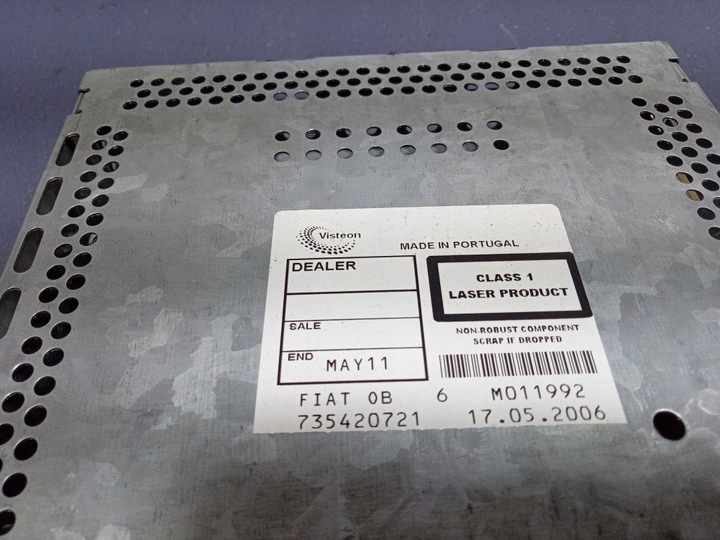 Visteon
MADE IN PORTUGAL
DEALER
CLASS 1
LASER PRODUCT
SALE
NON-ROBUST COMPONENT
SCRAP IF DROPPED
END MAY11
FIAT 0B 6 M011992
735420721 17.05.2006